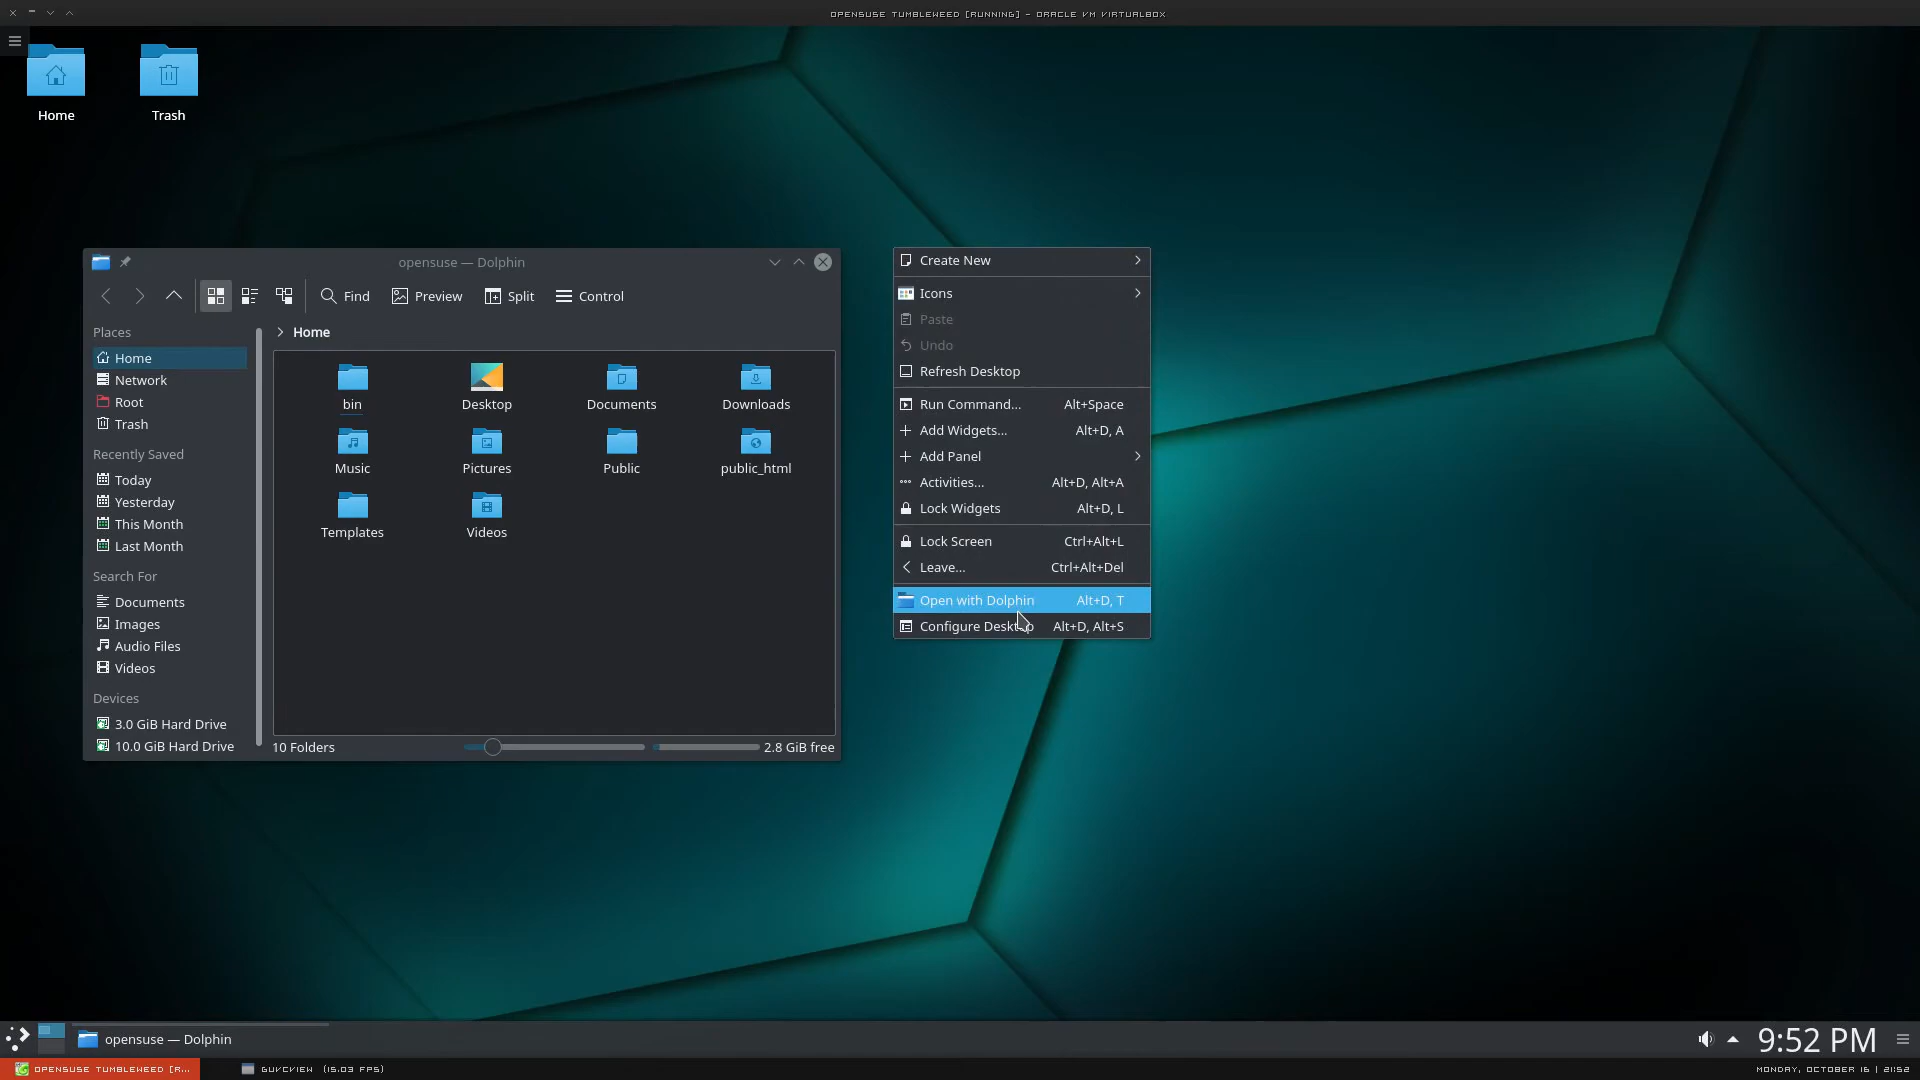 OPENSUSE TUMBLEWEED [RUNNING] - ORACLE VM VIRTUALBOX
Home
Trash
opensuse — Dolphin
Find
Preview
Split
Control
Places
Home
Network
Root
Trash
Recently Saved
Today
Yesterday
This Month
Last Month
Search For
Documents
Images
Audio Files
Videos
Devices
3.0 GiB Hard Drive
10.0 GiB Hard Drive
> Home
bin
Desktop
Documents
Downloads
Music
Pictures
Public
public_html
Templates
Videos
10 Folders
2.8 GiB free
Create New
Icons
Paste
Undo
Refresh Desktop
Run Command... Alt+Space
Add Widgets... Alt+D, A
Add Panel
Activities... Alt+D, Alt+A
Lock Widgets Alt+D, L
Lock Screen Ctrl+Alt+L
Leave... Ctrl+Alt+Del
Open with Dolphin Alt+D, T
Configure Desktop Alt+D, Alt+S
opensuse — Dolphin
9:52 PM
OPENSUSE TUMBLEWEED [R...
GUVCVIEW (15.03 FPS)
MONDAY, OCTOBER 16 | 21:52